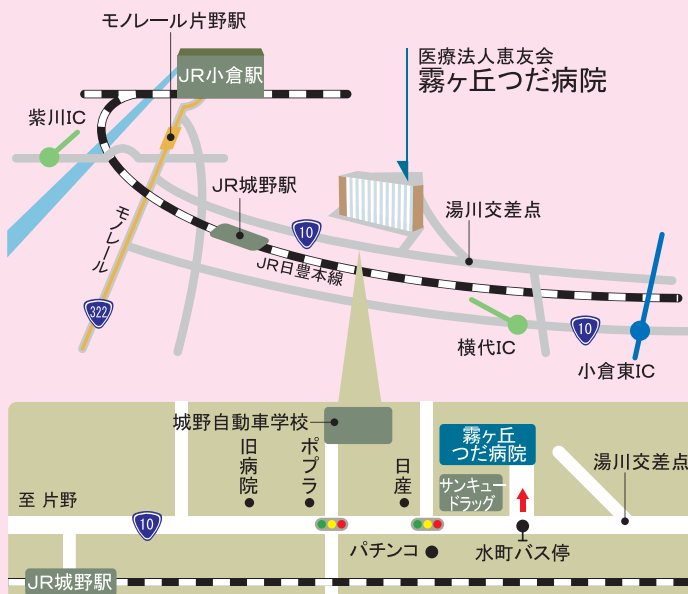 モノレール片野駅
JR小倉駅
医療法人恵友会
霧ヶ丘つだ病院
紫川IC
JR城野駅
湯川交差点
10
モノレール
JR日豊本線
322
10
横代IC
小倉東IC
城野自動車学校
旧病院
ポプラ
日産
霧ヶ丘
つだ病院
湯川交差点
サンキュー
ドラッグ
至 片野
10
パチンコ
水町バス停
JR城野駅